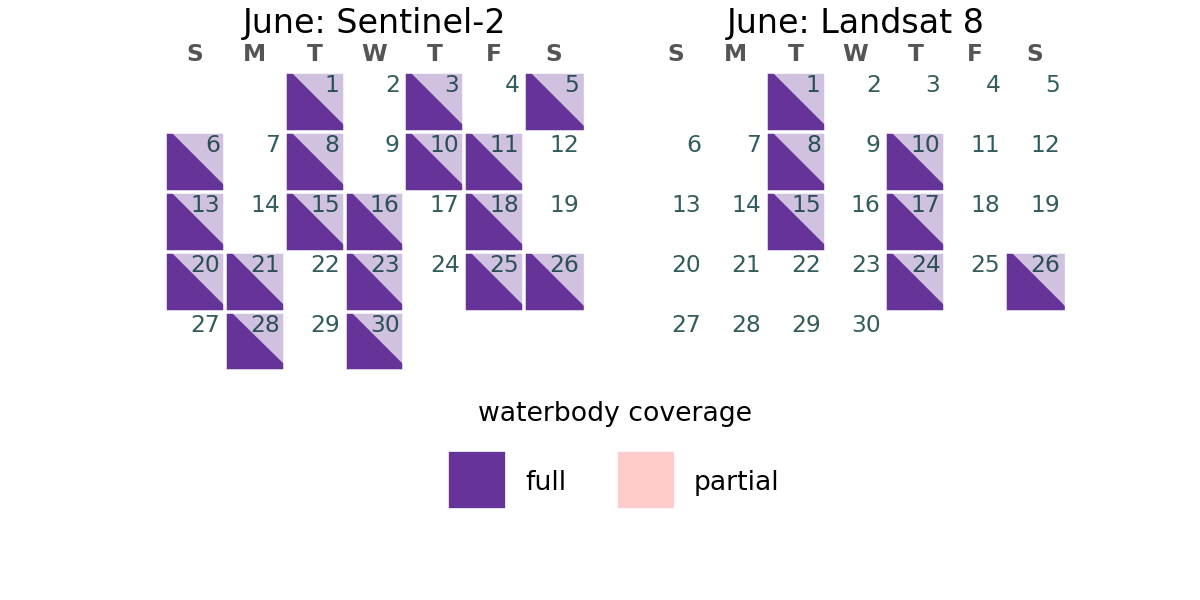 June: Sentinel-2
S M T W T F S
1 2 3 4 5
6 7 8 9 10 11 12
13 14 15 16 17 18 19
20 21 22 23 24 25 26
27 28 29 30
June: Landsat 8
S M T W T F S
1 2 3 4 5
6 7 8 9 10 11 12
13 14 15 16 17 18 19
20 21 22 23 24 25 26
27 28 29 30
waterbody coverage
full partial